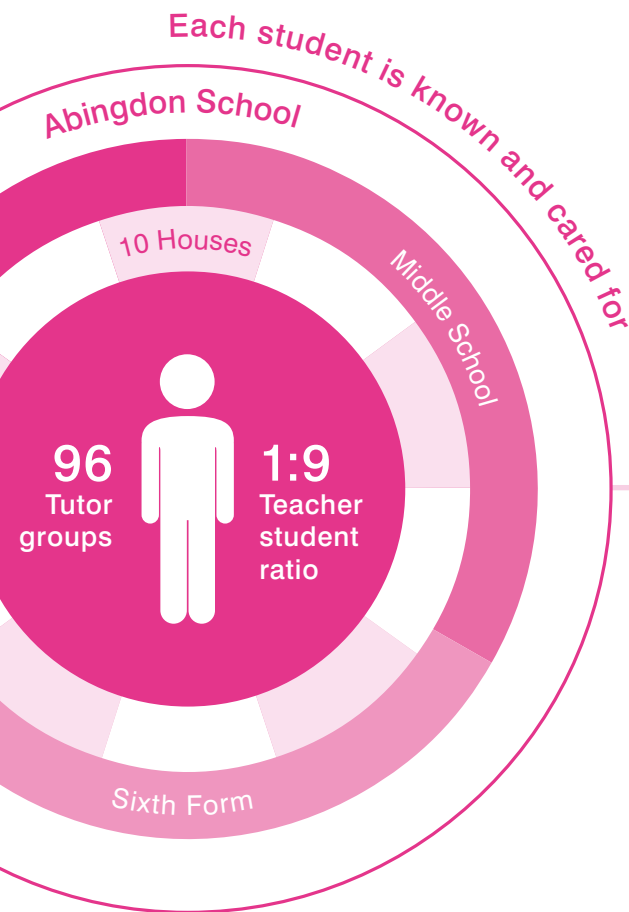 Each student is known and cared for
Abingdon School
10 Houses
Middle School
96
Tutor
groups
1:9
Teacher
student
ratio
Sixth Form